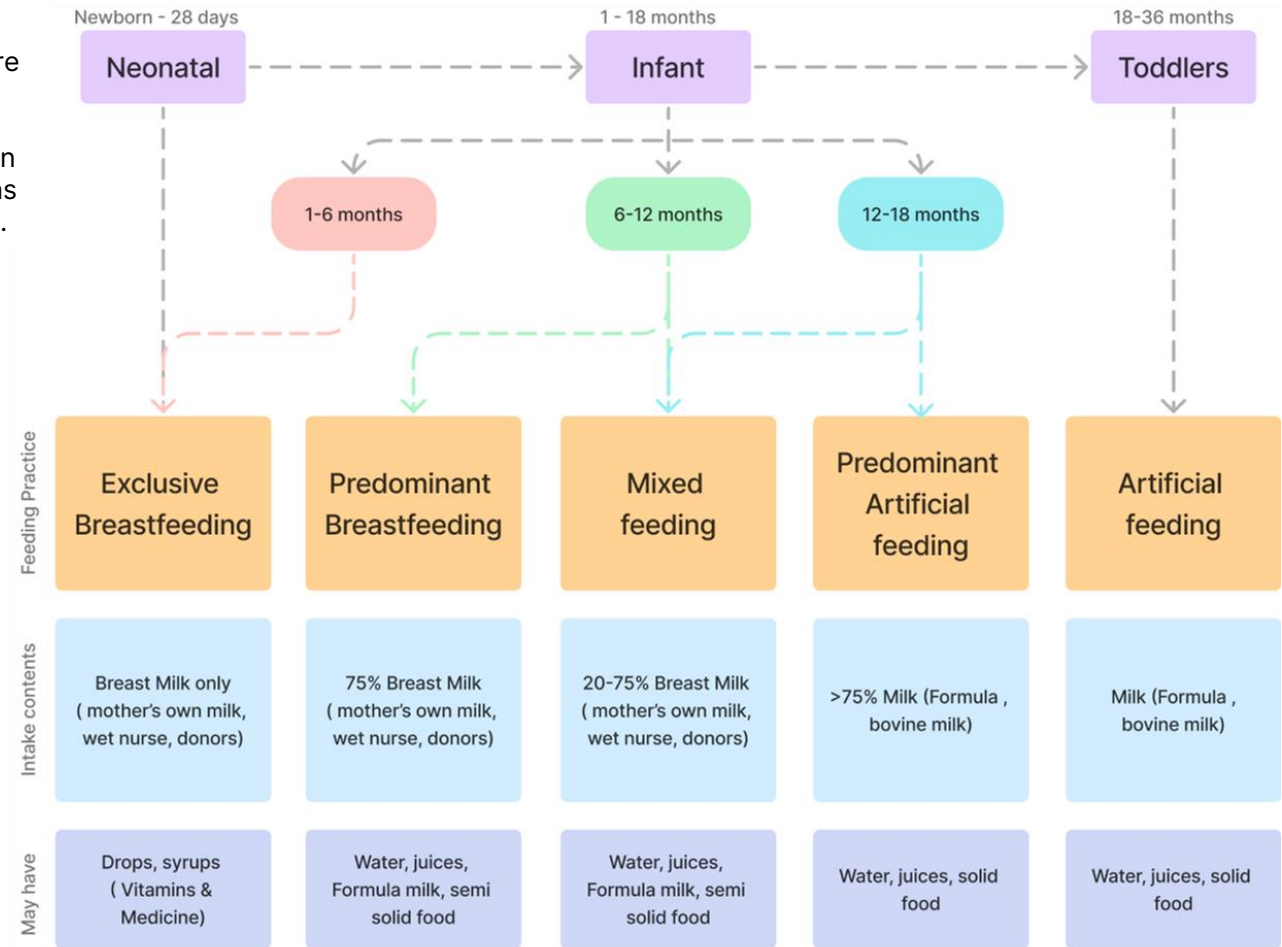 Newborn - 28 days
1 - 18 months
18-36 months
re
Neonatal
Infant
Toddlers
n
ns
.
1-6 months
6-12 months
12-18 months
Feeding Practice
Exclusive
Breastfeeding
Predominant
Breastfeeding
Mixed
feeding
Predominant
Artificial
feeding
Artificial
feeding
Intake contents
Breast Milk only
( mother’s own milk,
wet nurse, donors)
75% Breast Milk
( mother’s own milk,
wet nurse, donors)
20-75% Breast Milk
( mother’s own milk,
wet nurse, donors)
>75% Milk (Formula ,
bovine milk)
Milk (Formula ,
bovine milk)
May have
Drops, syrups
( Vitamins &
Medicine)
Water, juices,
Formula milk, semi
solid food
Water, juices,
Formula milk, semi
solid food
Water, juices, solid
food
Water, juices, solid
food